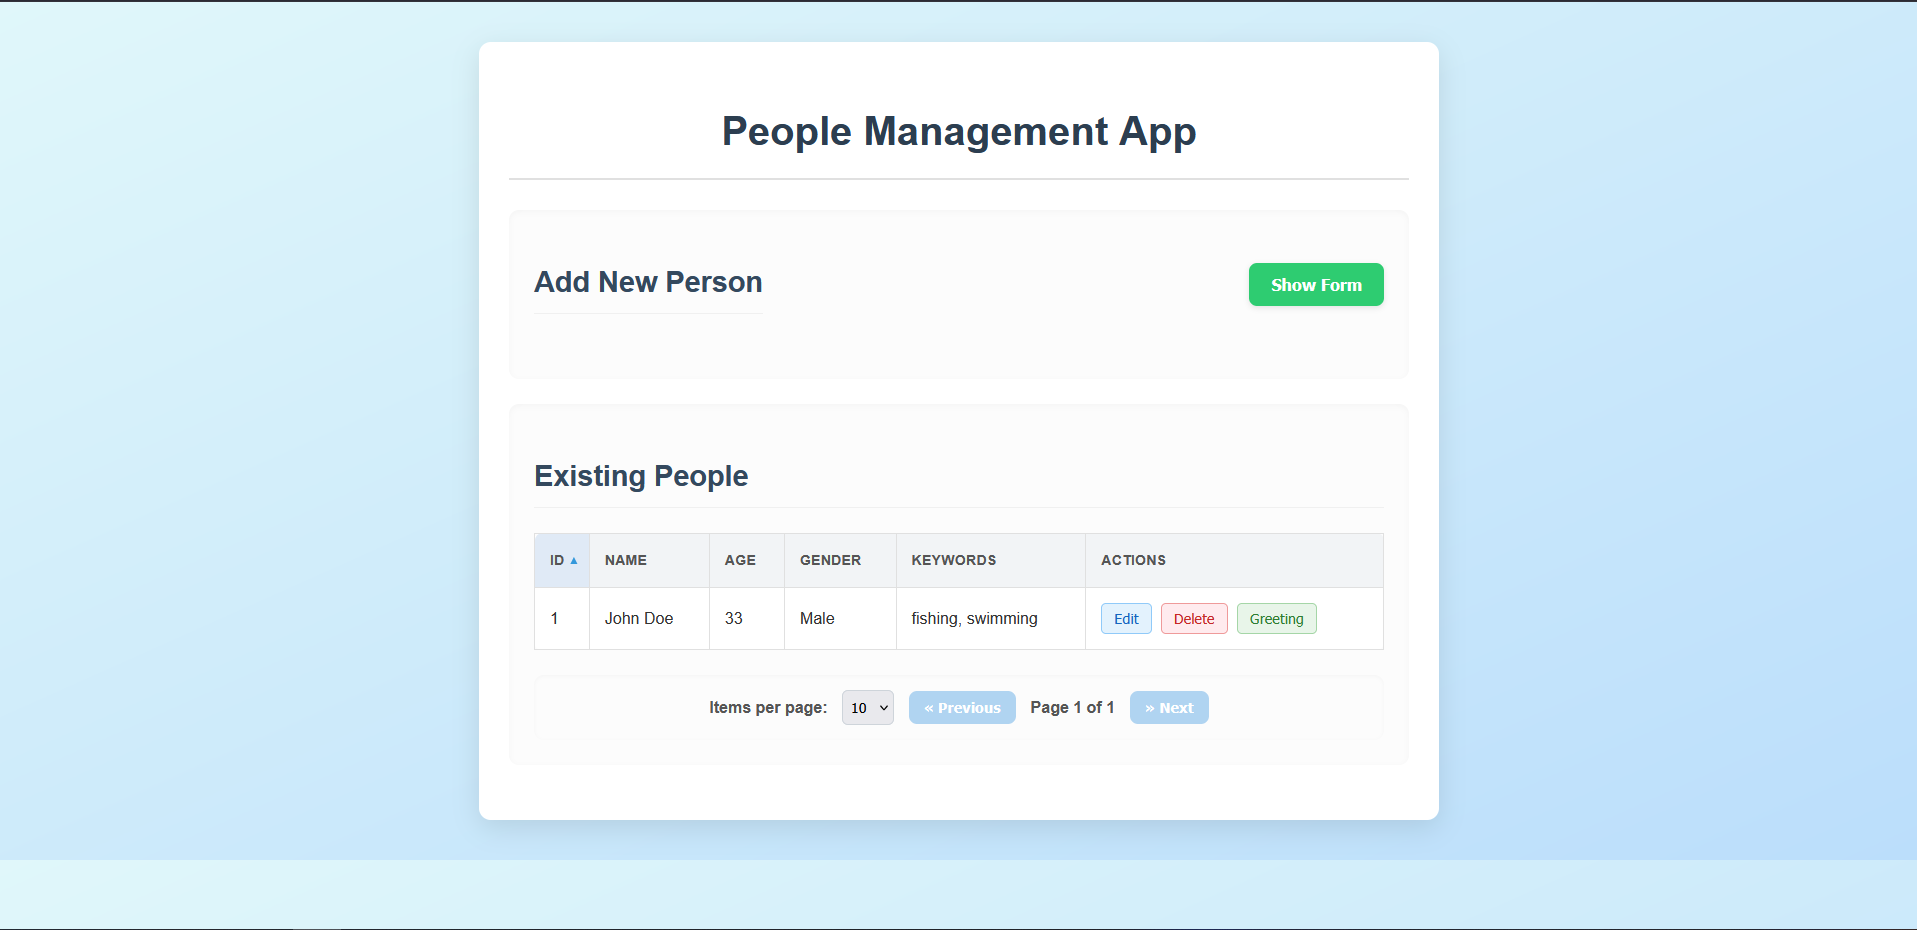 People Management App
Add New Person
Show Form
Existing People
ID ▲ NAME AGE GENDER KEYWORDS ACTIONS
1 John Doe 33 Male fishing, swimming Edit Delete Greeting
Items per page: 10 « Previous Page 1 of 1 » Next